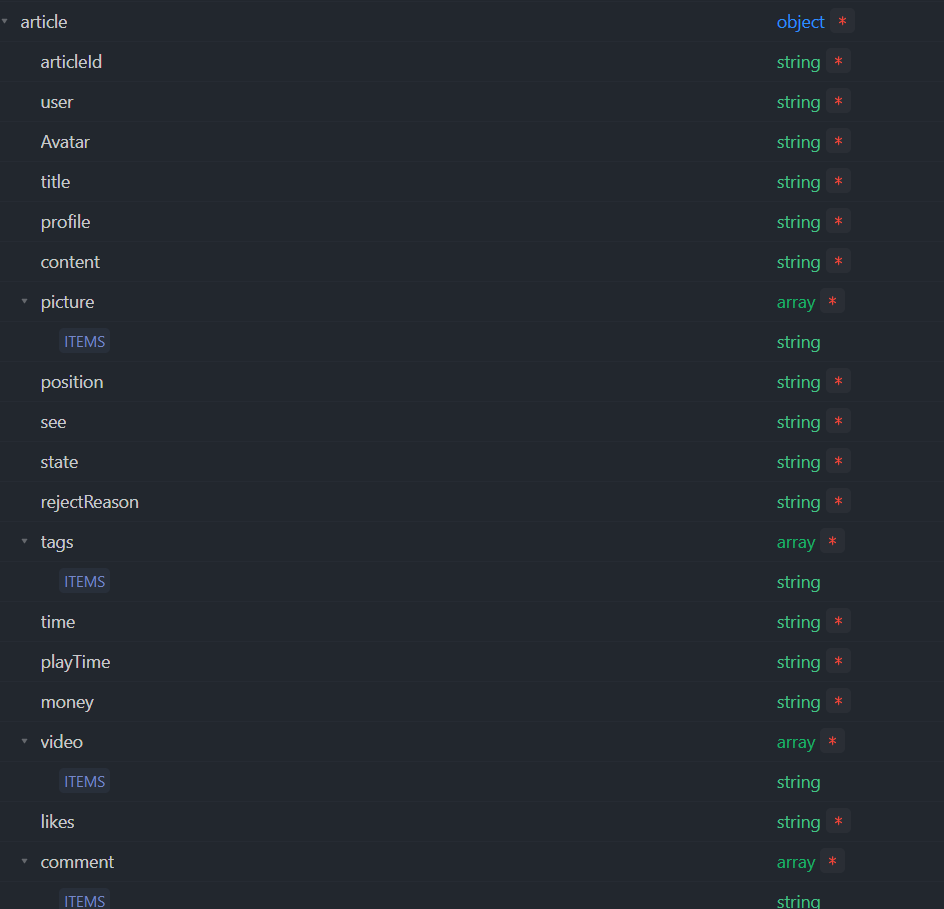 article object *
articleId string *
user string *
Avatar string *
title string *
profile string *
content string *
picture array *
ITEMS string
position string *
see string *
state string *
rejectReason string *
tags array *
ITEMS string
time string *
playTime string *
money string *
video array *
ITEMS string
likes string *
comment array *
ITEMS string